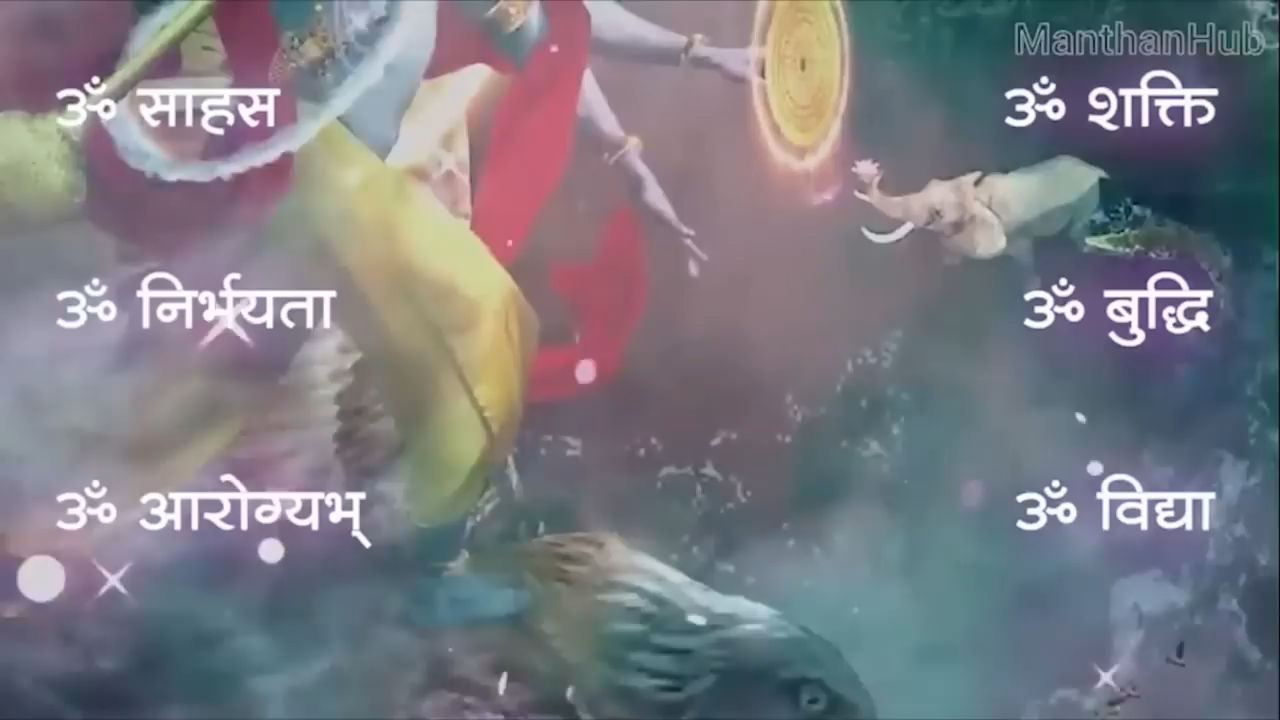 ManthanHub
ॐ साहस
ॐ शक्ति
ॐ निर्भयता
ॐ बुद्धि
ॐ आरोग्यभ्
ॐ विद्या